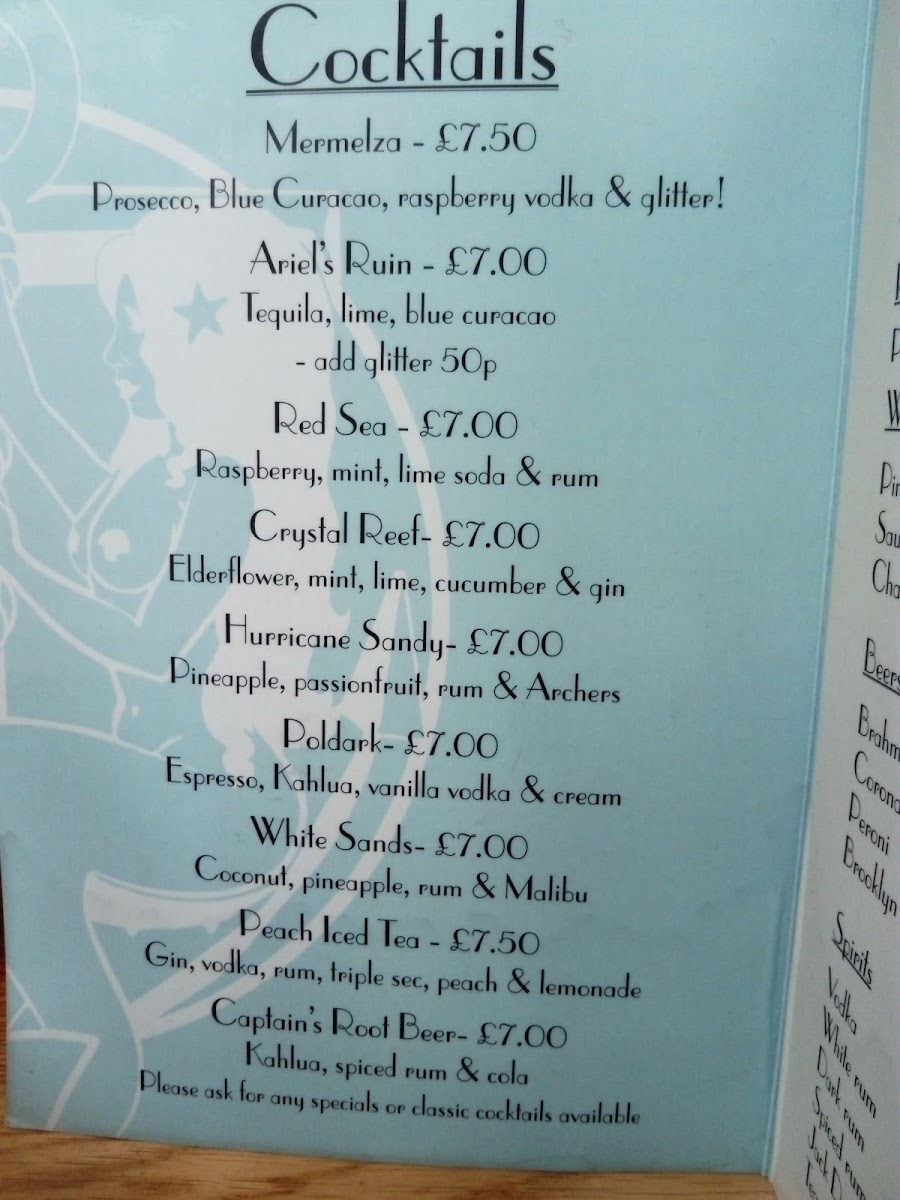 Cocktails
Mermelza - £7.50
Prosecco, Blue Curacao, raspberry vodka & glitter!
Ariel's Ruin - £7.00
Tequila, lime, blue curacao
- add glitter 50p
Red Sea - £7.00
Raspberry, mint, lime soda & rum
Crystal Reef- £7.00
Elderflower, mint, lime, cucumber & gin
Hurricane Sandy- £7.00
Pineapple, passionfruit, rum & Archers
Poldark- £7.00
Espresso, Kahlua, vanilla vodka & cream
White Sands- £7.00
Coconut, pineapple, rum & Malibu
Peach Iced Tea - £7.50
Gin, vodka, rum, triple sec, peach & lemonade
Captain's Root Beer- £7.00
Kahlua, spiced rum & cola
Please ask for any specials or classic cocktails available
Beers
Brahm
Corona
Peroni
Brooklyn
Spirits
Vodka
White rum
Dark rum
Spiced rum